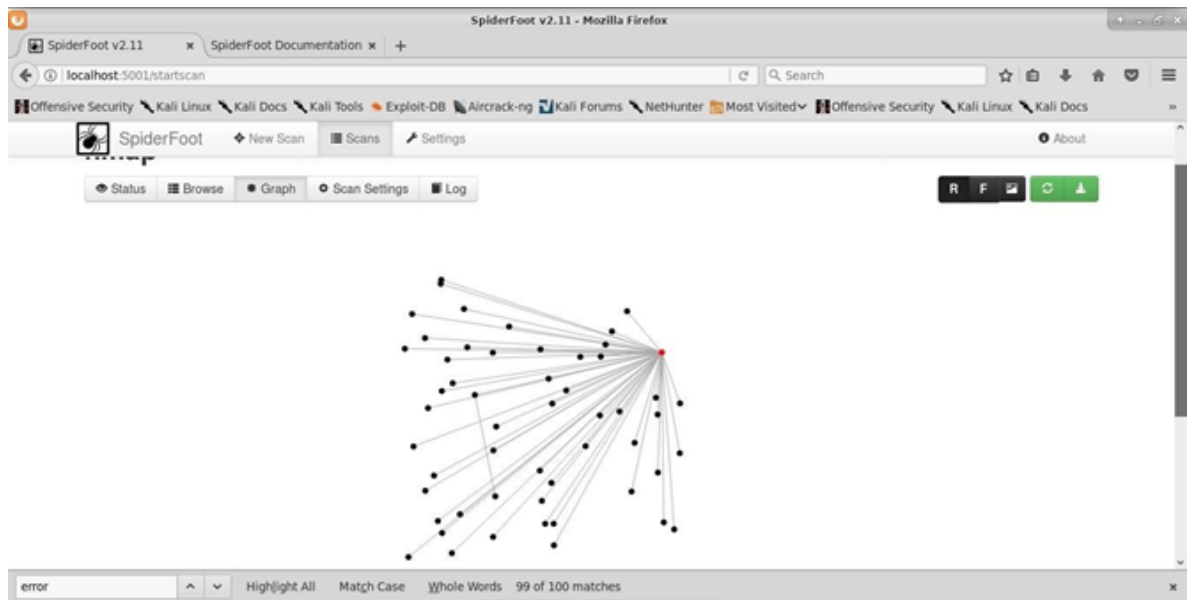 SpiderFoot v2.11 - Mozilla Firefox
SpiderFoot v2.11 × SpiderFoot Documentation × +
localhost:5001/startscan Search
Offensive Security Kali Linux Kali Docs Kali Tools Exploit-DB Aircrack-ng Kali Forums NetHunter Most Visited Offensive Security Kali Linux Kali Docs »
SpiderFoot New Scan Scans Settings About
nmap
Status Browse Graph Scan Settings Log R F
error Highlight All Match Case Whole Words 99 of 100 matches ×